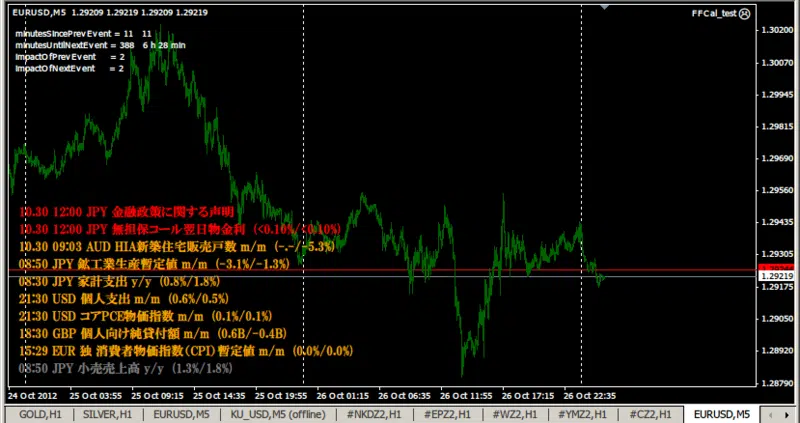 EURUSD,M5 1.29209 1.29219 1.29209 1.29219
FFCal_test
minutesSincePrevEvent = 11 11
minutesUntilNextEvent = 388 6 h 28 min
ImpactOfPrevEvent = 2
ImpactOfNextEvent = 2
1.30200
1.30070
1.29945
1.29815
1.29690
1.29560
1.29435
1.29305
1.29219
1.29175
1.29050
1.28920
1.28790
10.30 12:00 JPY 金融政策に関する声明
10.30 12:00 JPY 無担保コール翌日物金利 (<0.10%/<0.10%)
10.30 09:03 AUD HIA新築住宅販売戸数 m/m (-.-/-5.3%)
08:50 JPY 鉱工業生産暫定値 m/m (-3.1%/-1.3%)
08:30 JPY 家計支出 y/y (0.8%/1.8%)
21:30 USD 個人支出 m/m (0.6%/0.5%)
21:30 USD コアPCE物価指数 m/m (0.1%/0.1%)
18:30 GBP 個人向け純貸付額 m/m (0.6B/-0.4B)
15:29 EUR 独 消費者物価指数(CPI)暫定値 m/m (0.0%/0.0%)
08:50 JPY 小売売上高 y/y (1.3%/1.8%)
24 Oct 2012 25 Oct 03:55 25 Oct 09:15 25 Oct 14:35 25 Oct 19:55 26 Oct 01:15 26 Oct 06:35 26 Oct 11:55 26 Oct 17:15 26 Oct 22:35
GOLD,H1 SILVER,H1 EURUSD,M5 KU_USD,M5 (offline) #NKDZ2,H1 #EPZ2,H1 #WZ2,H1 #YMZ2,H1 #CZ2,H1 EURUSD,M5